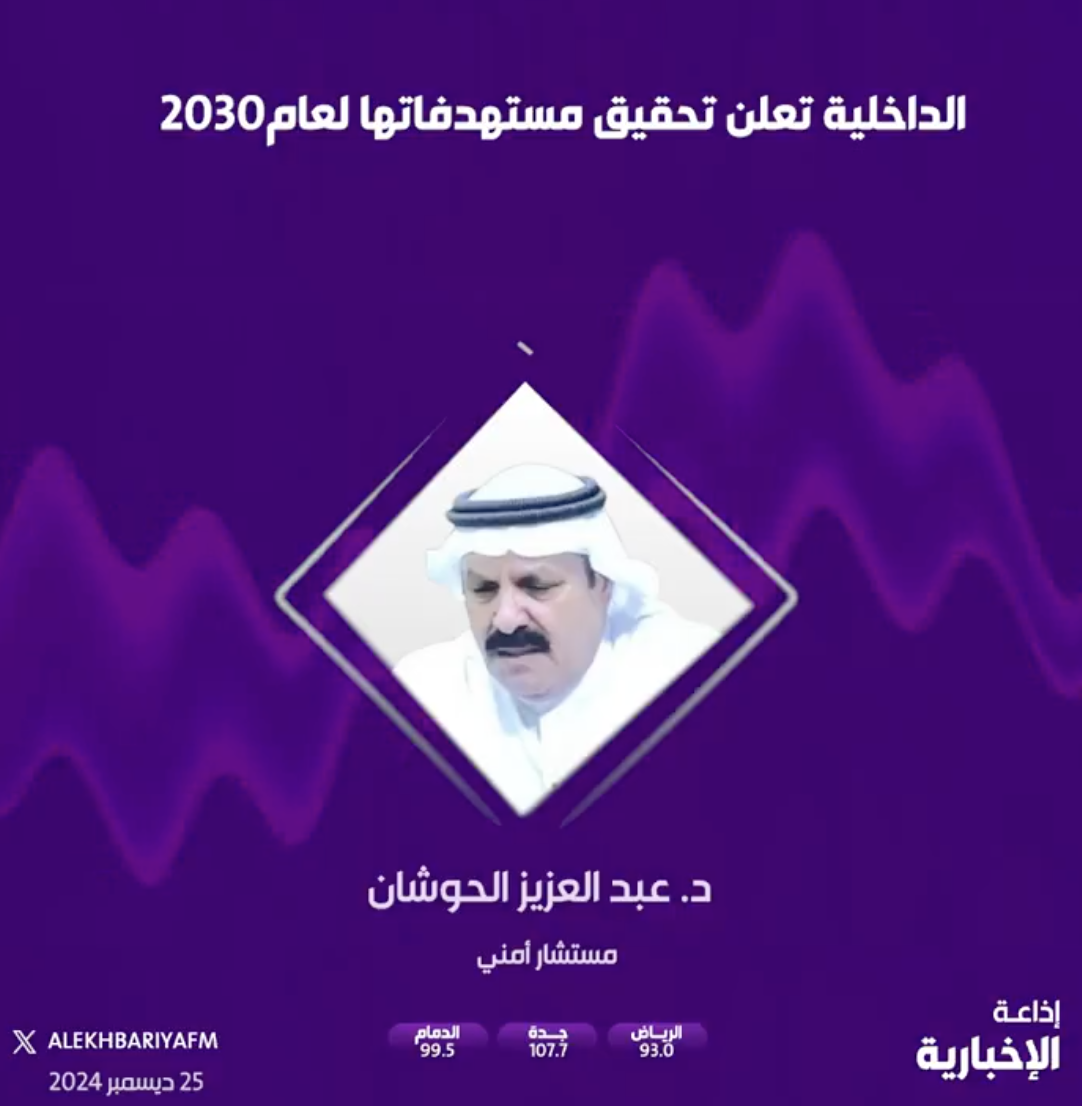 الداخلية تعلن تحقيق مستهدفاتها لعام2030
د. عبد العزيز الحوشان
مستشار أمني
إذاعة
الإخبارية
الرياض
93.0
جــدة
107.7
الدمام
99.5
X ALEKHBARIYAFM
25 ديسمبر 2024